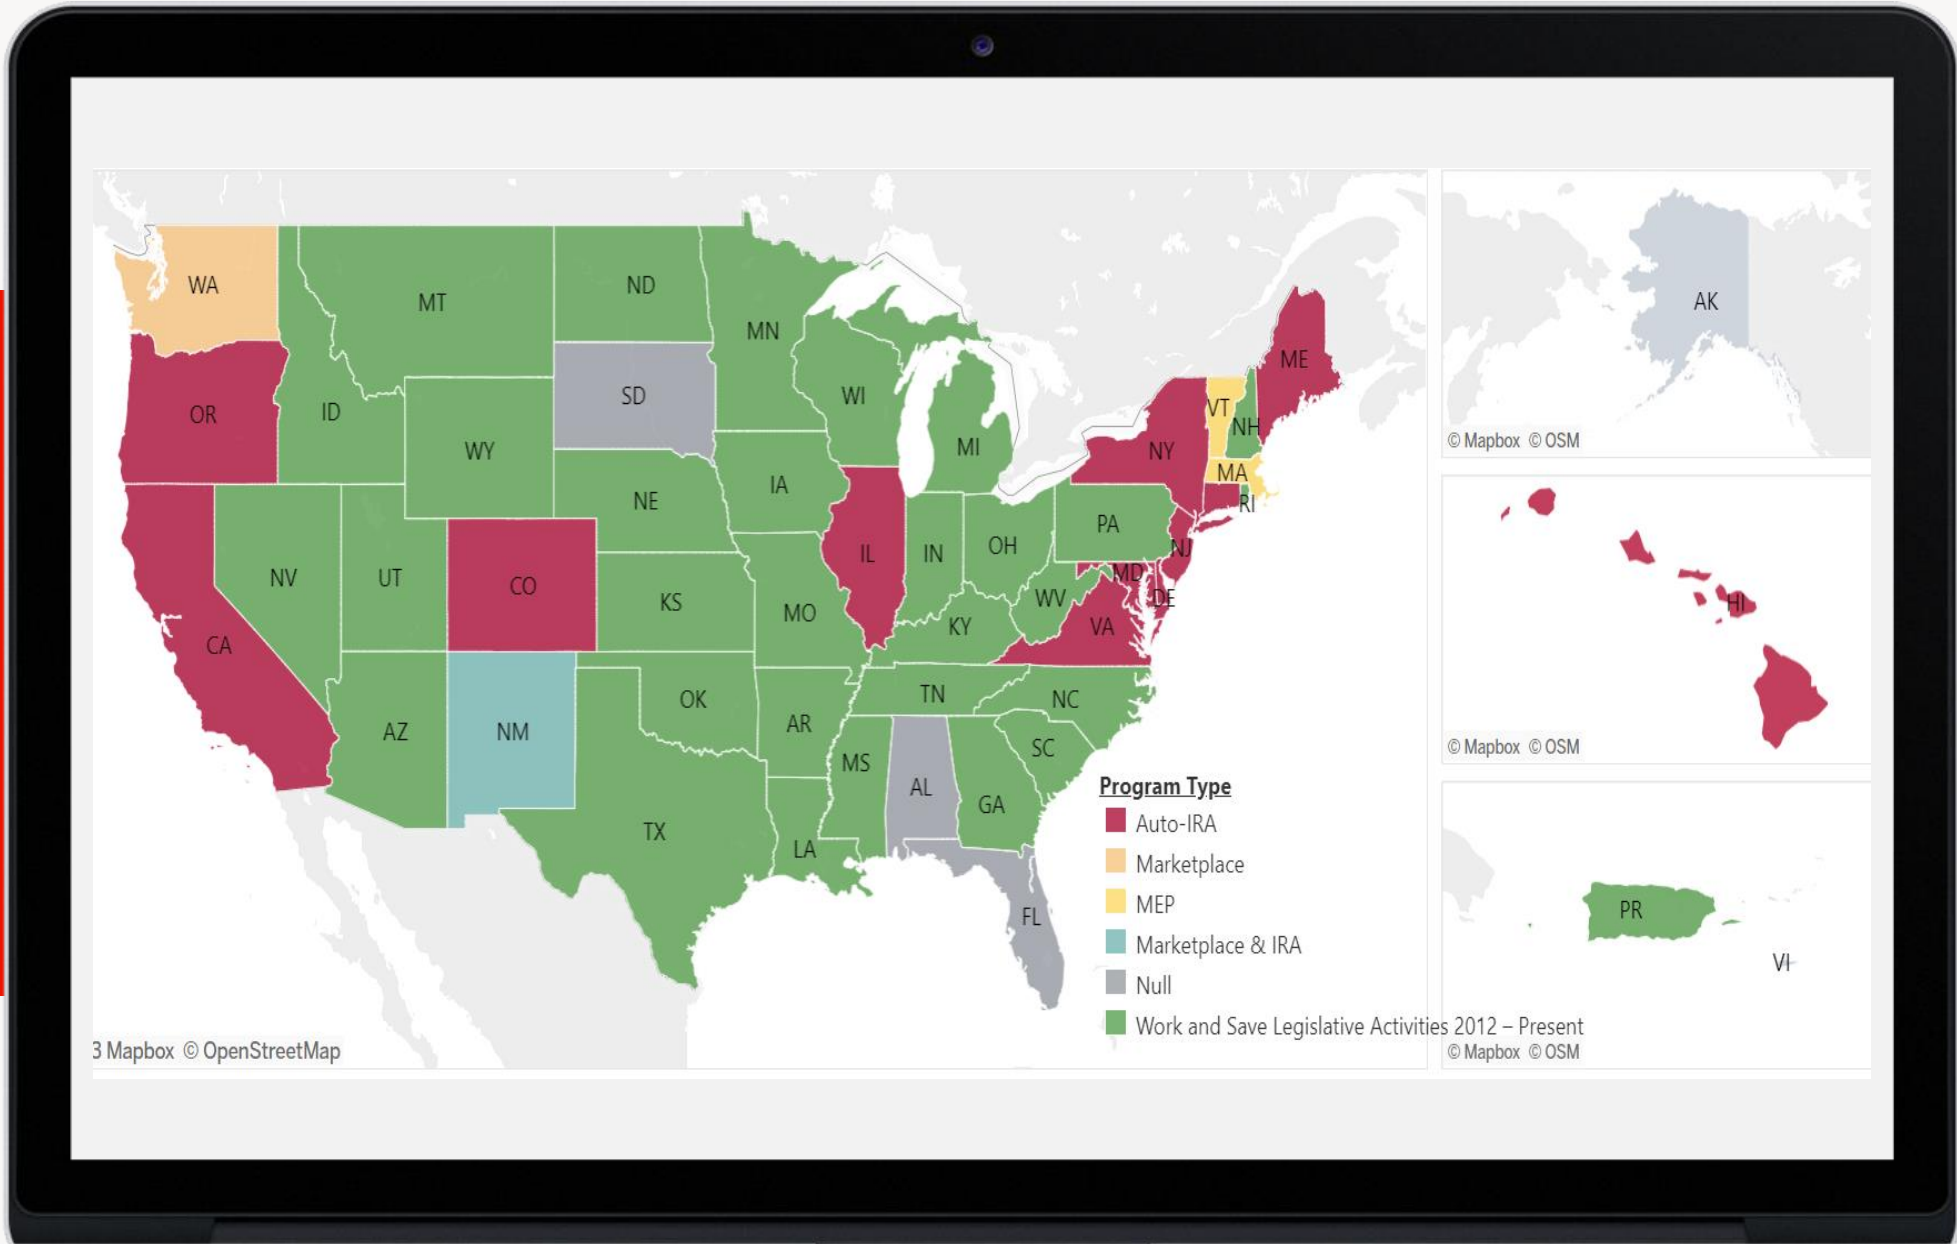 WA
MT
ND
MN
OR
ID
WY
SD
WI
MI
NY
VT
NH
ME
MA
RI
NV
UT
CO
NE
IA
IL
IN
OH
PA
NJ
MD
DE
CA
KS
MO
KY
WV
VA
AZ
NM
OK
AR
TN
NC
TX
LA
MS
AL
GA
SC
FL
Program Type
Auto-IRA
Marketplace
MEP
Marketplace & IRA
Null
Work and Save Legislative Activities 2012 – Present
3 Mapbox © OpenStreetMap
AK
© Mapbox © OSM
HI
© Mapbox © OSM
PR
VI
© Mapbox © OSM